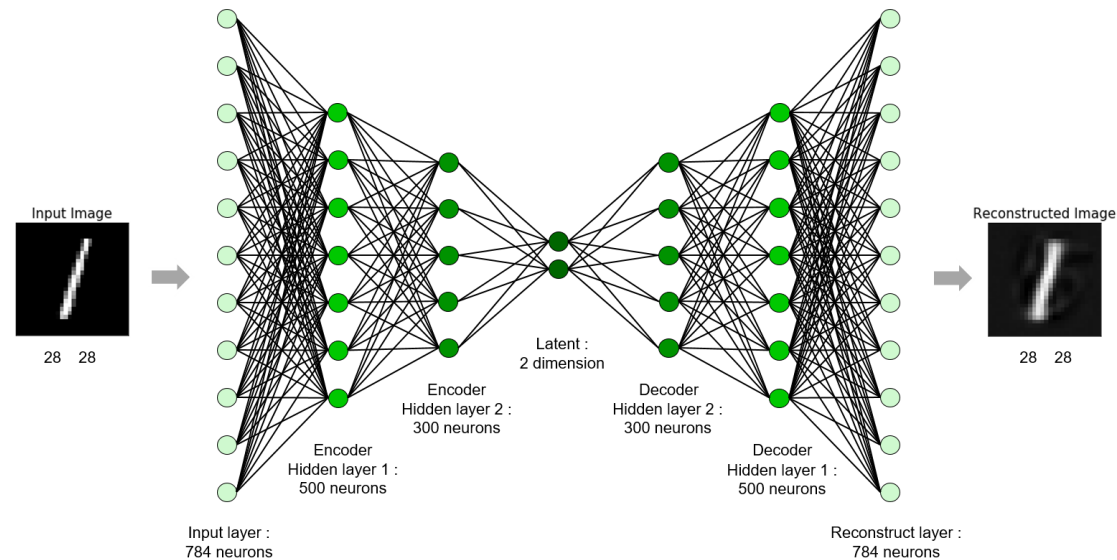 Input Image
28 28
Input layer :
784 neurons
Encoder
Hidden layer 1 :
500 neurons
Encoder
Hidden layer 2 :
300 neurons
Latent :
2 dimension
Decoder
Hidden layer 2 :
300 neurons
Decoder
Hidden layer 1 :
500 neurons
Reconstruct layer :
784 neurons
Reconstructed Image
28 28